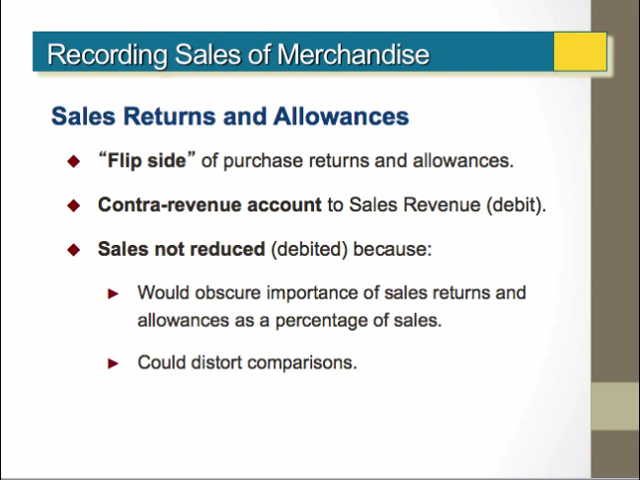 Recording Sales of Merchandise
Sales Returns and Allowances
“Flip side” of purchase returns and allowances.
Contra-revenue account to Sales Revenue (debit).
Sales not reduced (debited) because:
Would obscure importance of sales returns and
allowances as a percentage of sales.
Could distort comparisons.